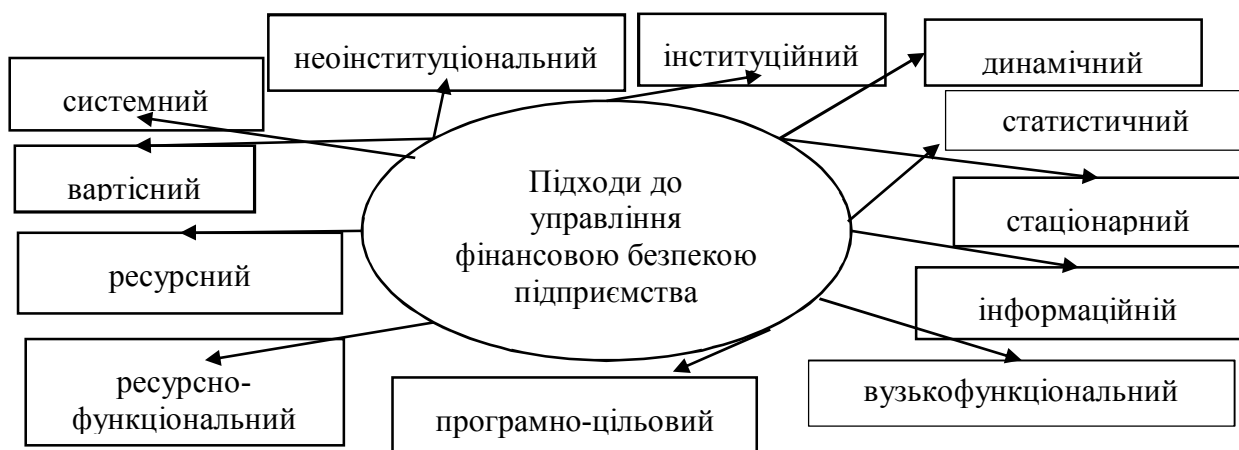 неоінституціональний
інституційний
динамічний
системний
статистичний
вартісний
Підходи до
управління
фінансовою безпекою
підприємства
стаціонарний
ресурсний
інформаційній
ресурсно-
функціональний
програмно-цільовий
вузькофункціональний